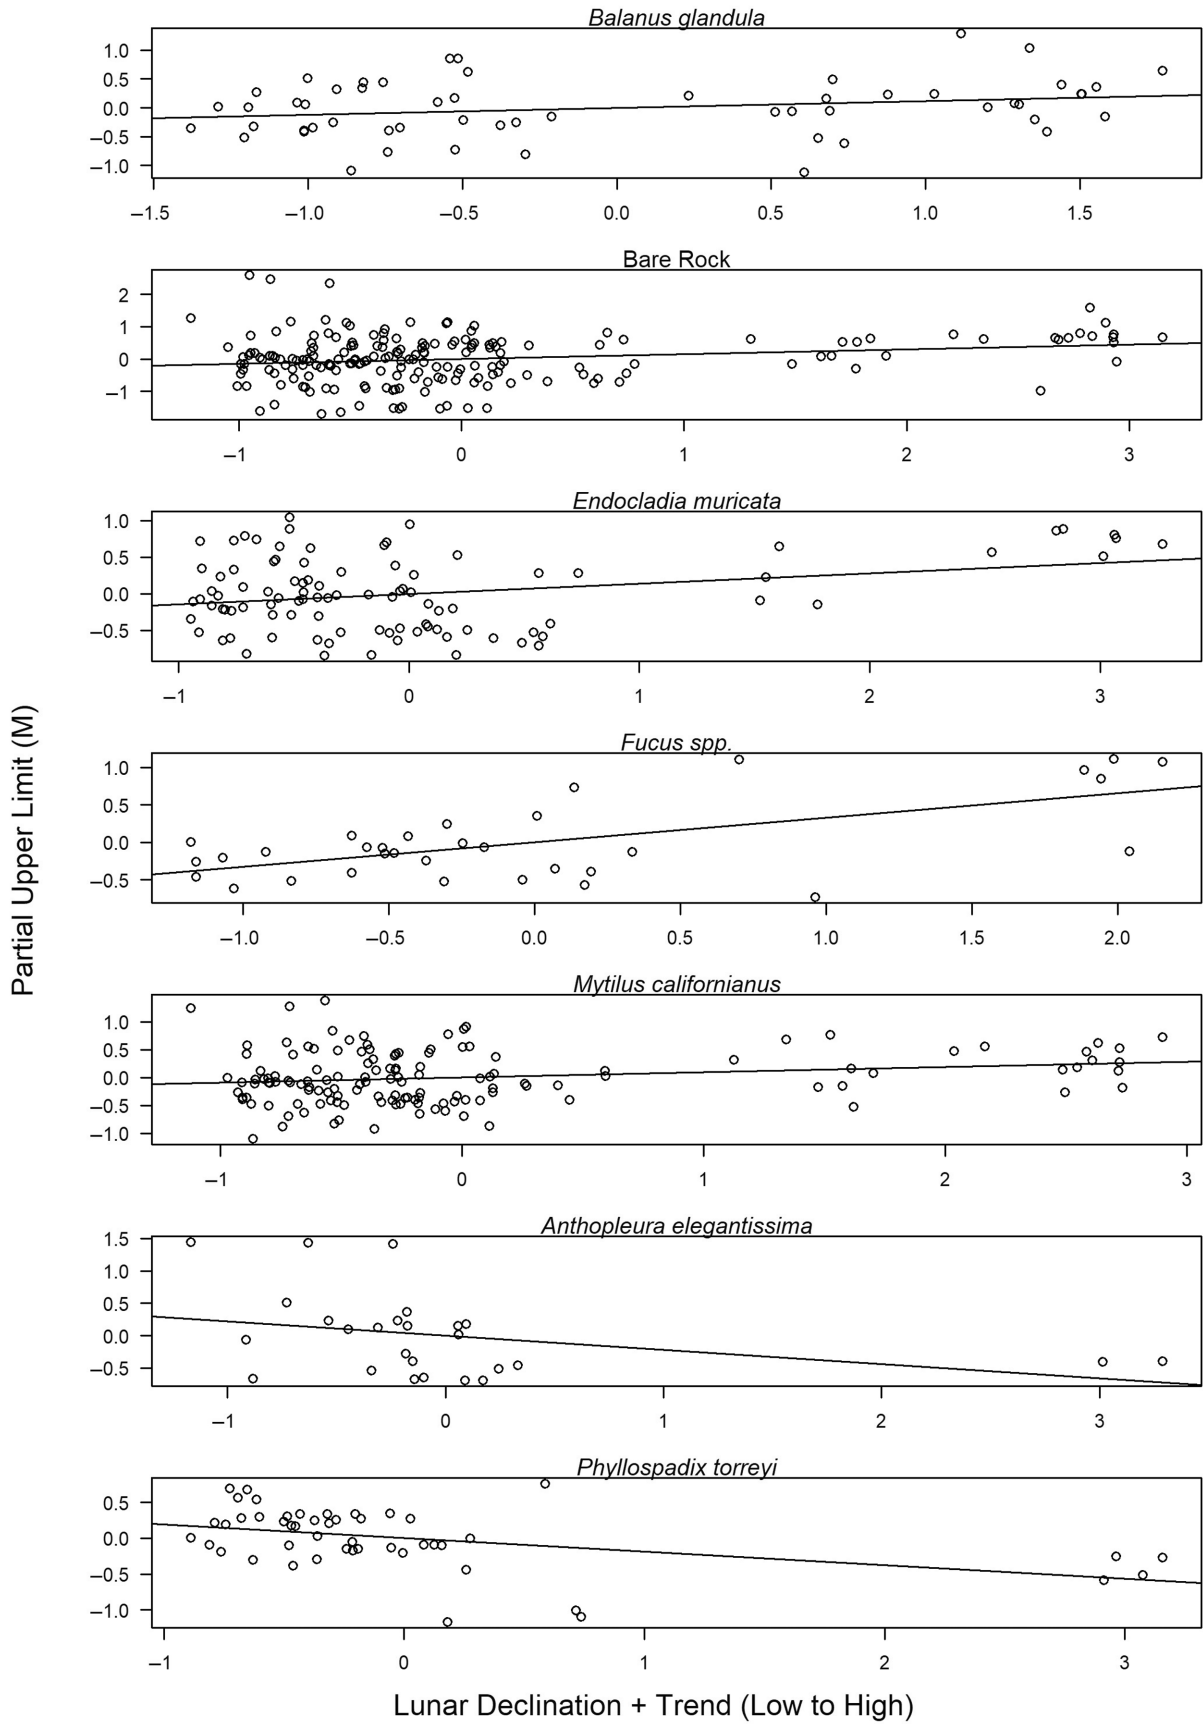 Balanus glandula
1.0
0.5
0.0
–0.5
–1.0
–1.5 –1.0 –0.5 0.0 0.5 1.0 1.5
Bare Rock
2
1
0
–1
–1 0 1 2 3
Endocladia muricata
1.0
0.5
0.0
–0.5
–1 0 1 2 3
Fucus spp.
1.0
0.5
0.0
–0.5
–1.0 –0.5 0.0 0.5 1.0 1.5 2.0
Partial Upper Limit (M)
Mytilus californianus
1.0
0.5
0.0
–0.5
–1.0
–1 0 1 2 3
Anthopleura elegantissima
1.5
1.0
0.5
0.0
–0.5
–1 0 1 2 3
Phyllospadix torreyi
0.5
0.0
–0.5
–1.0
–1 0 1 2 3
Lunar Declination + Trend (Low to High)